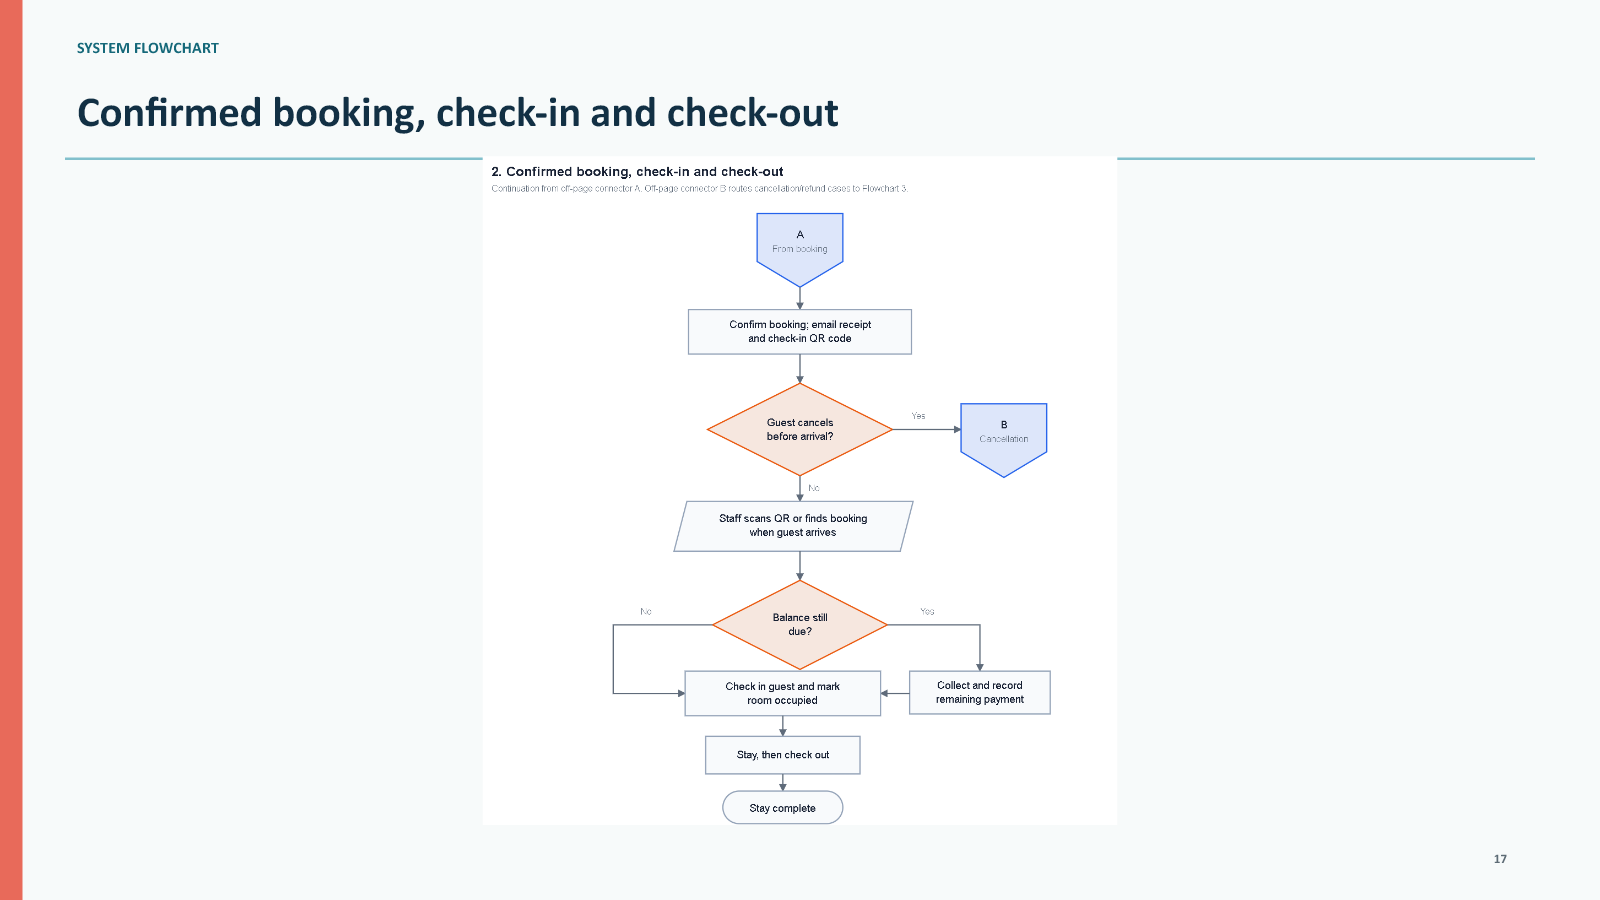 SYSTEM FLOWCHART
Confirmed booking, check-in and check-out
2. Confirmed booking, check-in and check-out
Continuation from off-page connector A. Off-page connector B routes cancellation/refund cases to Flowchart 3.
A
From booking
Confirm booking; email receipt
and check-in QR code
Guest cancels
before arrival?
Yes
B
Cancellation
No
Staff scans QR or finds booking
when guest arrives
No
Balance still
due?
Yes
Check in guest and mark
room occupied
Collect and record
remaining payment
Stay, then check out
Stay complete
17